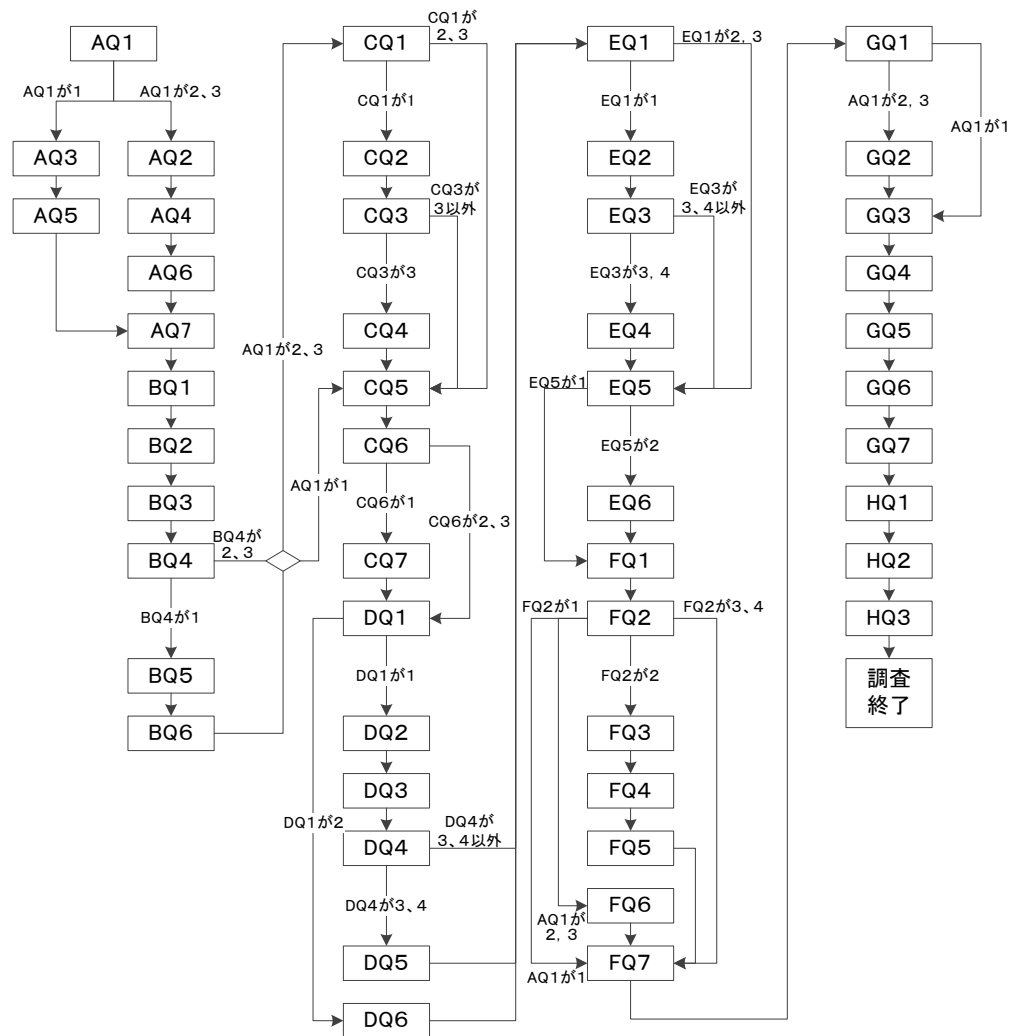 AQ1
AQ1が1
AQ1が2、3
AQ3
AQ2
AQ5
AQ4
AQ6
AQ7
BQ1
BQ2
BQ3
BQ4
BQ4が
2、3
BQ4が1
BQ5
BQ6
AQ1が2、3
AQ1が1
CQ1
CQ1が
2、3
CQ1が1
CQ2
CQ3
CQ3が
3以外
CQ3が3
CQ4
CQ5
CQ6
CQ6が1
CQ6が2、3
CQ7
DQ1
DQ1が1
DQ2
DQ3
DQ1が2
DQ4
DQ4が
3、4以外
DQ4が3、4
DQ5
DQ6
EQ1
EQ1が2，3
EQ1が1
EQ2
EQ3
EQ3が
3、4以外
EQ3が3，4
EQ4
EQ5が1
EQ5
EQ5が2
EQ6
FQ1
FQ2が1
FQ2
FQ2が3、4
FQ2が2
FQ3
FQ4
FQ5
FQ6
AQ1が
2，3
AQ1が1
FQ7
GQ1
AQ1が2，3
AQ1が1
GQ2
GQ3
GQ4
GQ5
GQ6
GQ7
HQ1
HQ2
HQ3
調査
終了